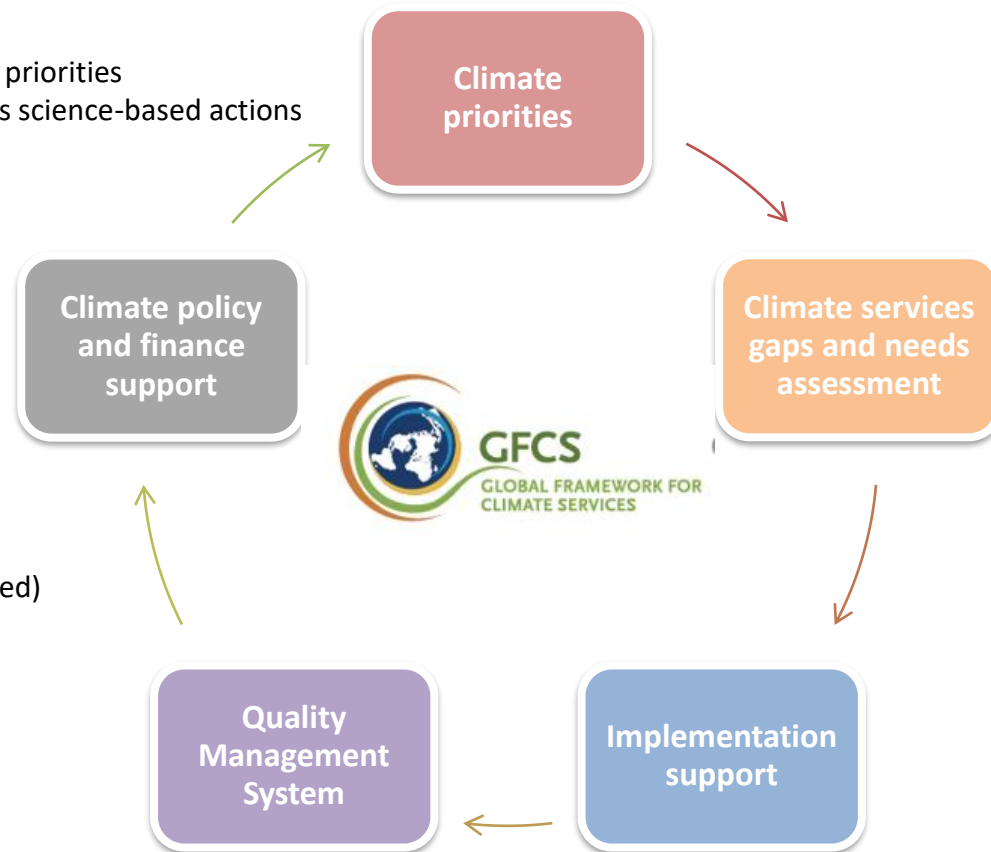 priorities
s science-based actions
Climate
priorities
Climate policy
and finance
support
Climate services
gaps and needs
assessment
GFCS
GLOBAL FRAMEWORK FOR
CLIMATE SERVICES
ed)
Quality
Management
System
Implementation
support